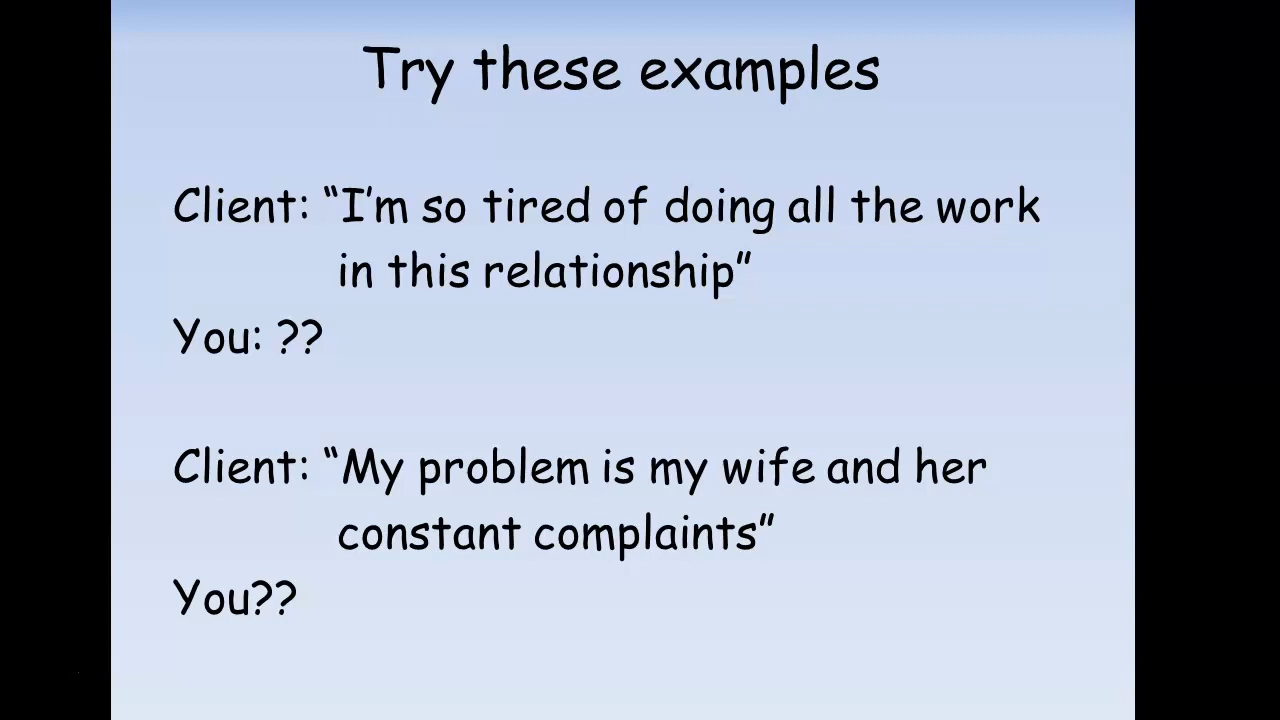 Try these examples
Client: “I’m so tired of doing all the work
in this relationship”
You: ??
Client: “My problem is my wife and her
constant complaints”
You??